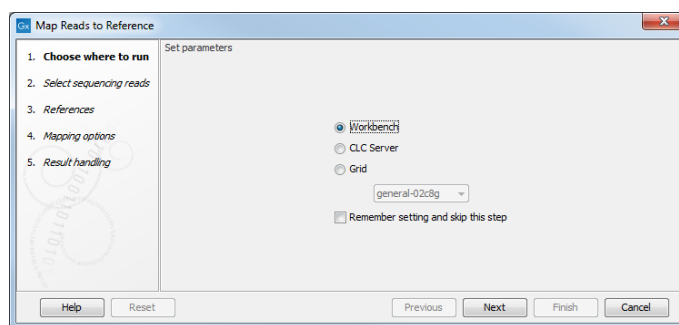 Gx Map Reads to Reference
1. Choose where to run
2. Select sequencing reads
3. References
4. Mapping options
5. Result handling
Set parameters
Workbench
CLC Server
Grid
general-02c8g
Remember setting and skip this step
Help Reset Previous Next Finish Cancel